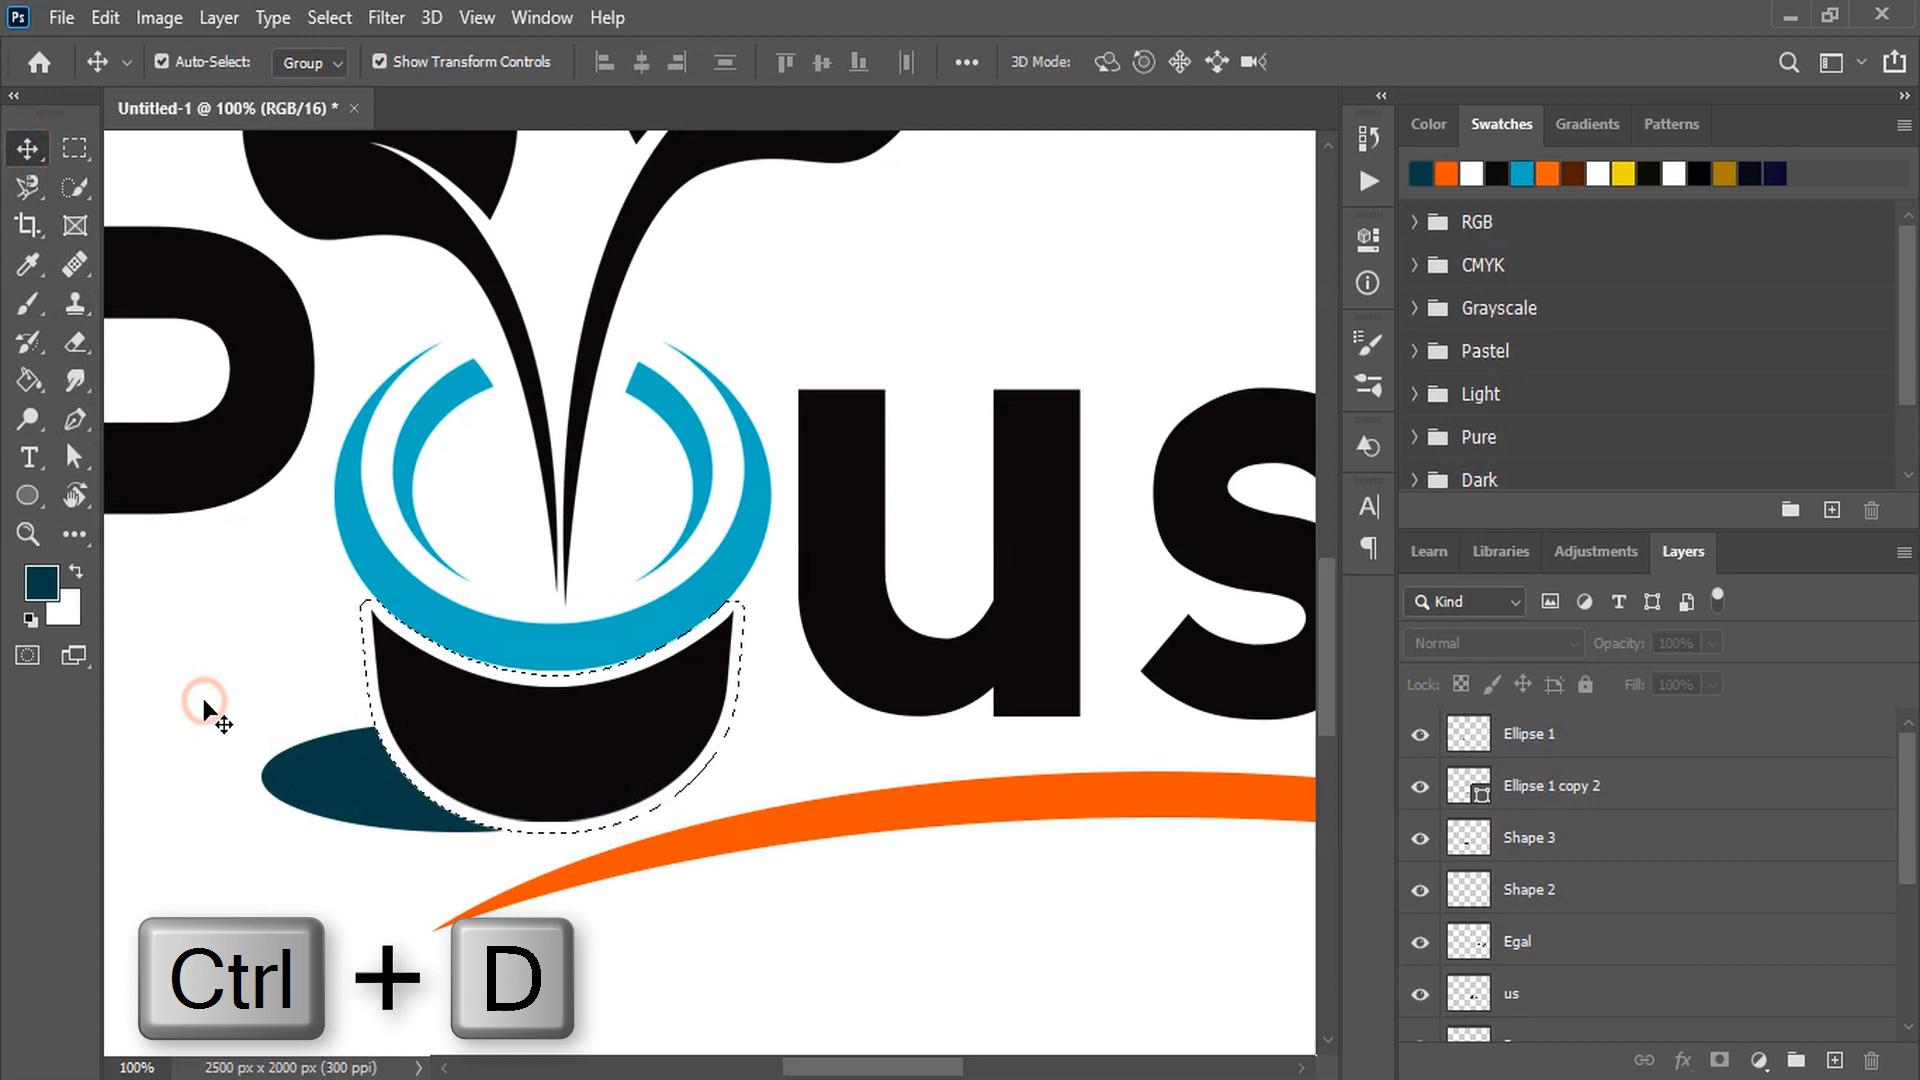 Ps File Edit Image Layer Type Select Filter 3D View Window Help
Auto-Select: Group Show Transform Controls 3D Mode:
Untitled-1 @ 100% (RGB/16) *
Color Swatches Gradients Patterns
RGB
CMYK
Grayscale
Pastel
Light
Pure
Dark
Learn Libraries Adjustments Layers
Kind
Normal Opacity: 100%
Lock: Fill: 100%
Ellipse 1
Ellipse 1 copy 2
Shape 3
Shape 2
Egal
us
P us
Ctrl + D
100% 2500 px x 2000 px (300 ppi)